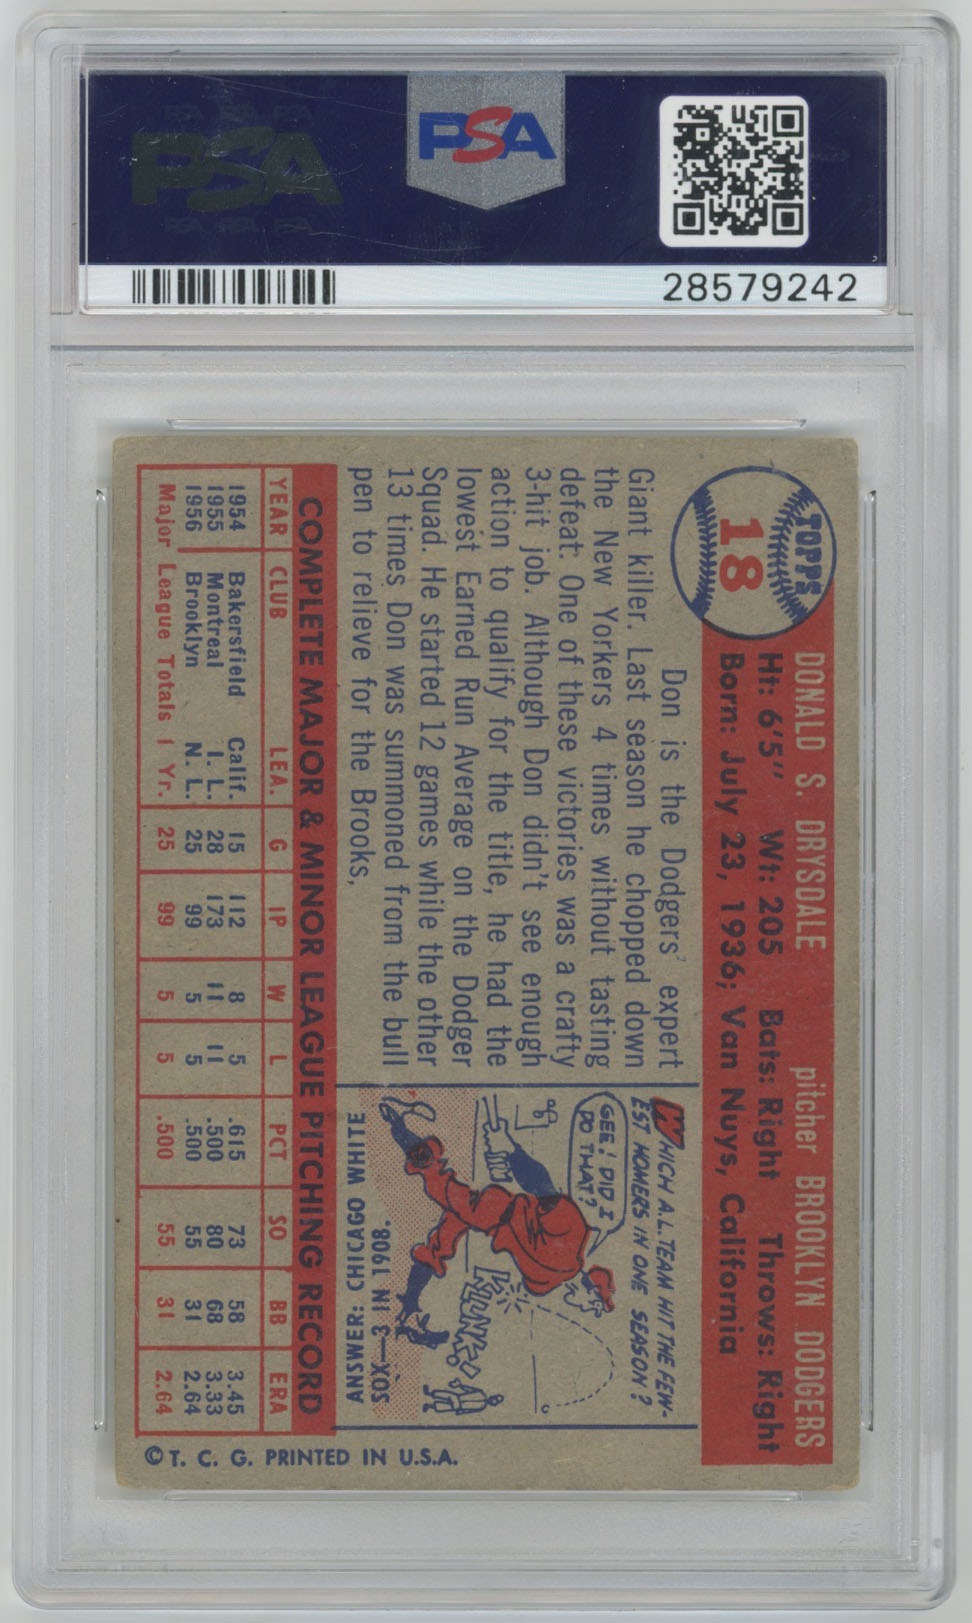 PSA
PSA
28579242
TOPPS
18
DONALD S. DRYSDALE pitcher BROOKLYN DODGERS
Ht: 6'5" Wt: 205 Bats: Right Throws: Right
Born: July 23, 1936; Van Nuys, California
Don is the Dodgers' expert
Giant killer. Last season he chopped down
the New Yorkers 4 times without tasting
defeat. One of these victories was a crafty
3-hit job. Although Don didn't see enough
action to qualify for the title, he had the
lowest Earned Run Average on the Dodger
Squad. He started 12 games while the other
13 times Don was summoned from the bull
pen to relieve for the Brooks,
WHICH A.L. TEAM HIT THE FEW-
EST HOMERS IN ONE SEASON?
GEE! DID I
DO THAT?
KLUNK!
ANSWER: CHICAGO WHITE
SOX—3 IN 1908.
COMPLETE MAJOR & MINOR LEAGUE PITCHING RECORD
YEAR CLUB LEA. G IP W L PCT SO BB ERA
1954 Bakersfield Calif. 15 112 8 5 .615 73 58 3.45
1955 Montreal I. L. 28 173 11 11 .500 80 68 3.33
1956 Brooklyn N. L. 25 99 5 5 .500 55 31 2.64
Major League Totals 1 Yr. 25 99 5 5 .500 55 31 2.64
© T. C. G. PRINTED IN U.S.A.